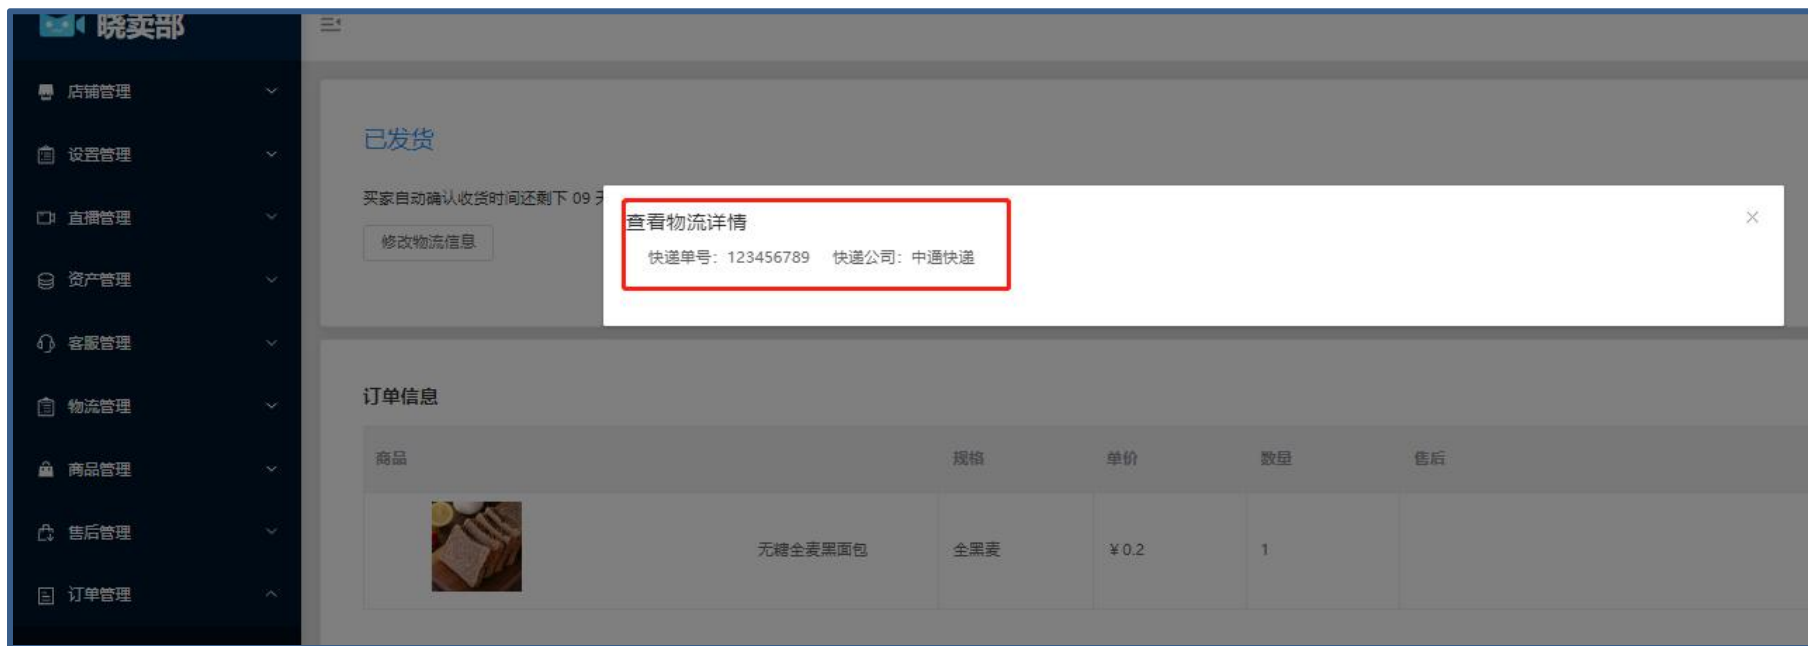 晓卖部
店铺管理
设置管理
直播管理
资产管理
客服管理
物流管理
商品管理
售后管理
订单管理
已发货
买家自动确认收货时间还剩下 09 天
修改物流信息
查看物流详情
快递单号：123456789 快递公司：中通快递
订单信息
商品 规格 单价 数量 售后
无糖全麦黑面包 全黑麦 ¥0.2 1